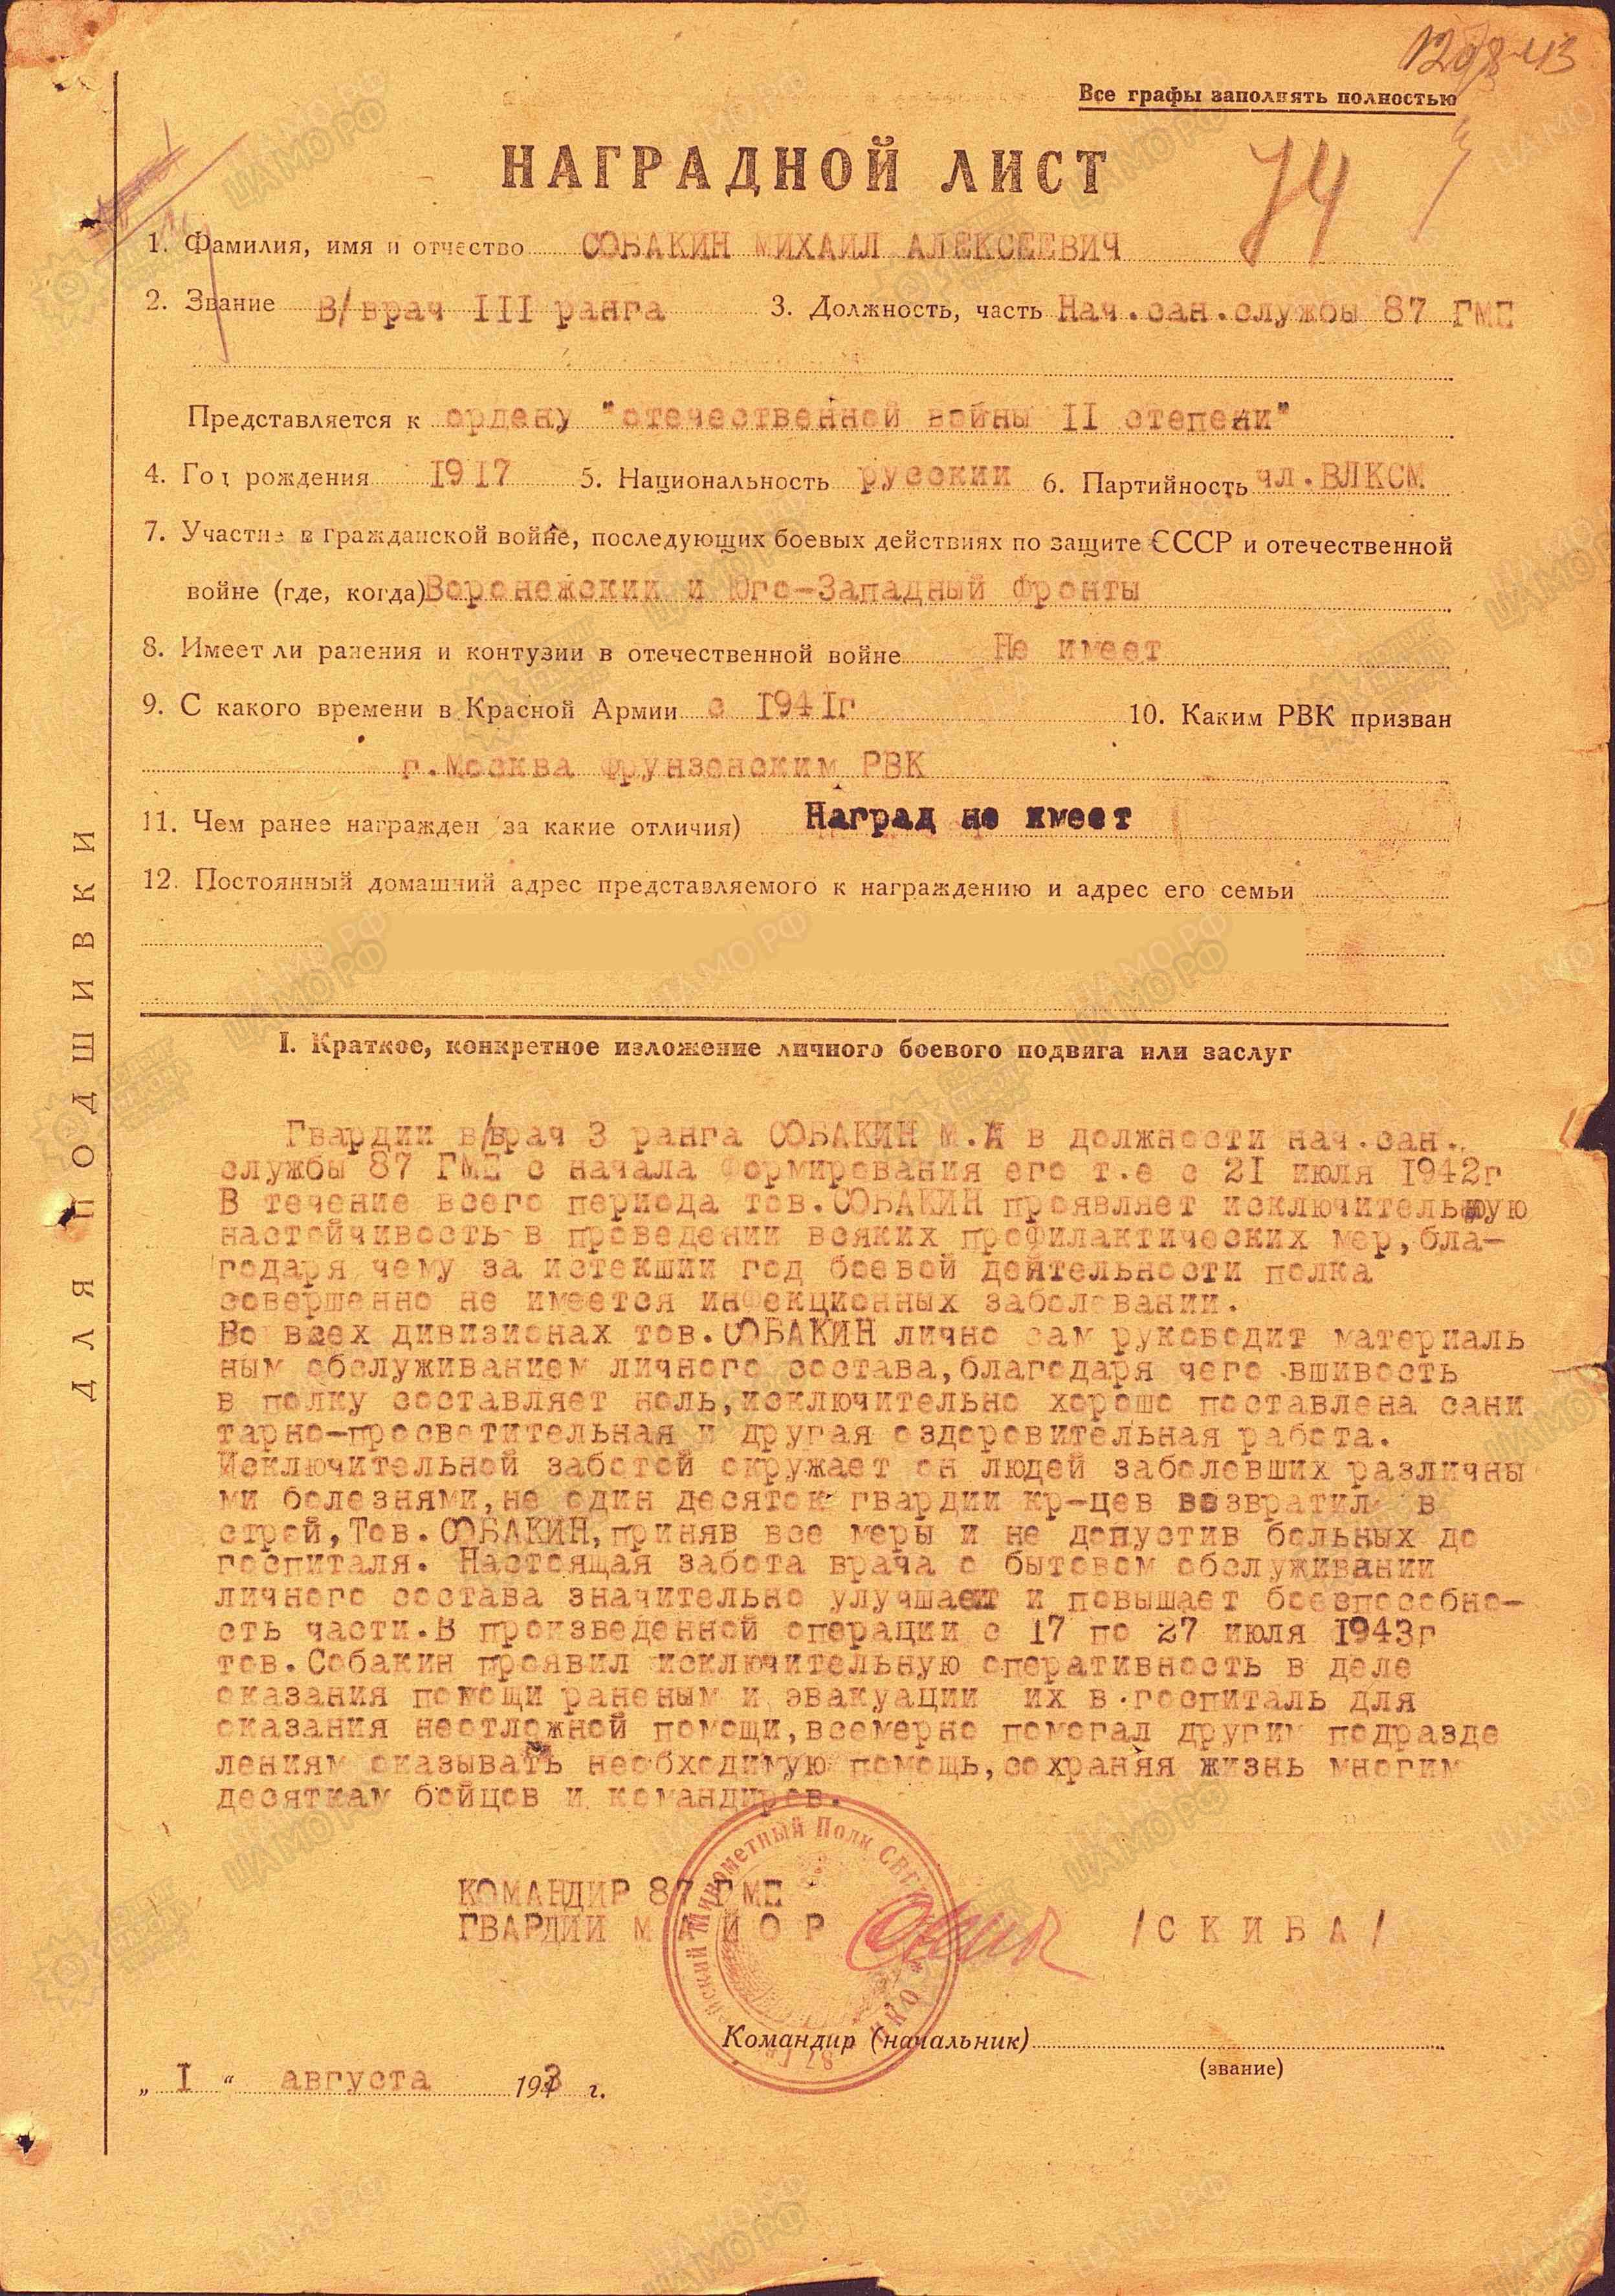 12983 43
Все графы заполнять полностью
НАГРАДНОЙ ЛИСТ
74
1. Фамилия, имя и отчество СОБАКИН МИХАИЛ АЛЕКСЕЕВИЧ
2. Звание В/врач III ранга 3. Должность, часть Нач.сан.службы 87 ГМП
Представляется к ордену "отечественной войны II степени"
4. Год рождения 1917 5. Национальность русский 6. Партийность чл.ВЛКСМ
7. Участие в гражданской войне, последующих боевых действиях по защите СССР и отечественной
войне (где, когда) Воронежский и Юго-Западный фронты
8. Имеет ли ранения и контузии в отечественной войне Не имеет
9. С какого времени в Красной Армии с 1941г 10. Каким РВК призван
г.Москва Фрунзенским РВК
11. Чем ранее награжден за какие отличия) Наград не имеет
12. Постоянный домашний адрес представляемого к награждению и адрес его семьи
I. Краткое, конкретное изложение личного боевого подвига или заслуг
Гвардии в/врач 3 ранга СОБАКИН М.А в должности нач.сан.
службы 87 ГМП с начала формирования его т.е с 21 июля 1942г
В течение всего периода тов.СОБАКИН проявляет исключительную
настойчивость в проведении всяких профилактических мер,бла-
годаря чему за истекший год боевой деятельности полка
совершенно не имеется инфекционных заболеваний.
Во всех дивизионах тов.СОБАКИН лично сам руководит материаль
ным обслуживанием личного состава,благодаря чего вшивость
в полку составляет ноль,исключительно хорошо поставлена сани
тарно-просветительная и другая оздоровительная работа.
Исключительной заботой окружает он людей заболевших различны
ми болезнями,не один десяток гвардии кр-цев возвратил в
строй,Тов.СОБАКИН,приняв все меры и не допустив больных до
госпиталя. Настоящая забота врача о бытовом обслуживании
личного состава значительно улучшает и повышает боеспособно-
сть части.В произведенной операции с 17 по 27 июля 1943г
тов.Собакин проявил исключительную оперативность в деле
оказания помощи раненым и эвакуации их в госпиталь для
оказания неотложной помощи,всемерно помогал другим подразде
лениям оказывать необходимую помощь,сохраняя жизнь многим
десяткам бойцов и командиров.
КОМАНДИР 87 ГМП
ГВАРДИИ МАЙОР /СКИБА/
Минометный Полк
Командир (начальник)
(звание)
„ I “ августа 1943 г.
ДЛЯ ПОДШИВКИ
ЦАМО РФ